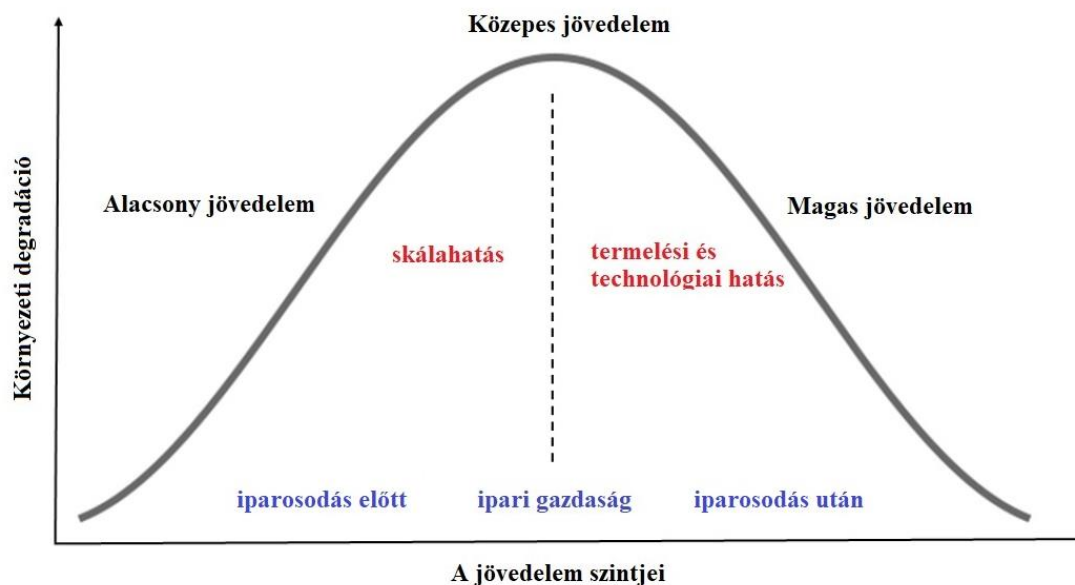 Közepes jövedelem
Környezeti degradáció
Alacsony jövedelem
Magas jövedelem
skálahatás
termelési és
technológiai hatás
iparosodás előtt
ipari gazdaság
iparosodás után
A jövedelem szintjei